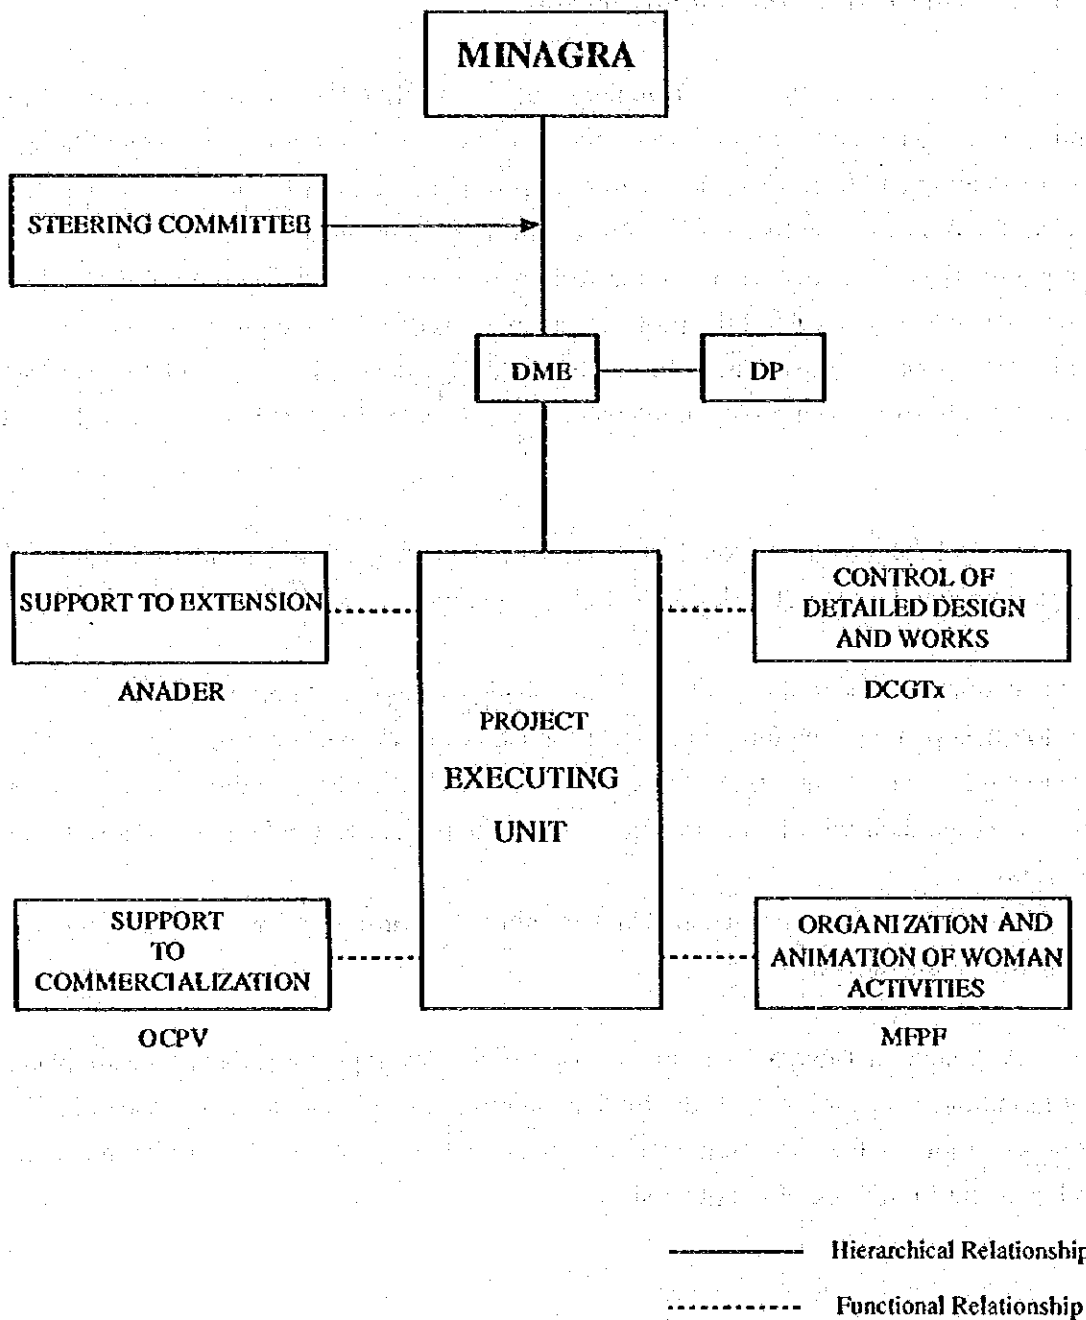 MINAGRA
STEERING COMMITTEE
DME
DP
SUPPORT TO EXTENSION
ANADER
CONTROL OF
DETAILED DESIGN
AND WORKS
DCGTx
PROJECT
EXECUTING
UNIT
SUPPORT
TO
COMMERCIALIZATION
OCPV
ORGANIZATION AND
ANIMATION OF WOMAN
ACTIVITIES
MFPF
Hierarchical Relationship
Functional Relationship